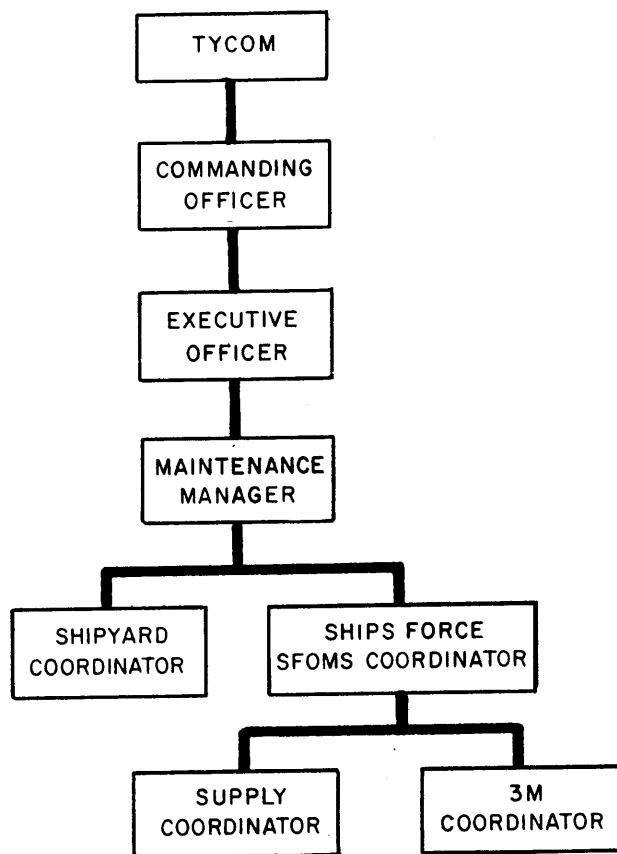 TYCOM
COMMANDING
OFFICER
EXECUTIVE
OFFICER
MAINTENANCE
MANAGER
SHIPYARD
COORDINATOR
SHIPS FORCE
SFOMS COORDINATOR
SUPPLY
COORDINATOR
3M
COORDINATOR